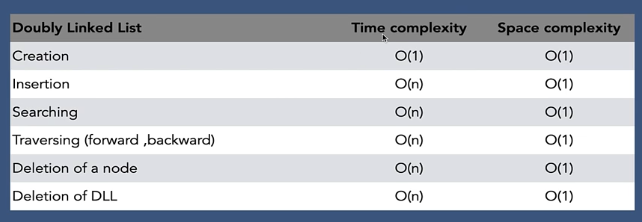 Doubly Linked List Time complexity Space complexity
Creation O(1) O(1)
Insertion O(n) O(1)
Searching O(n) O(1)
Traversing (forward ,backward) O(n) O(1)
Deletion of a node O(n) O(1)
Deletion of DLL O(n) O(1)